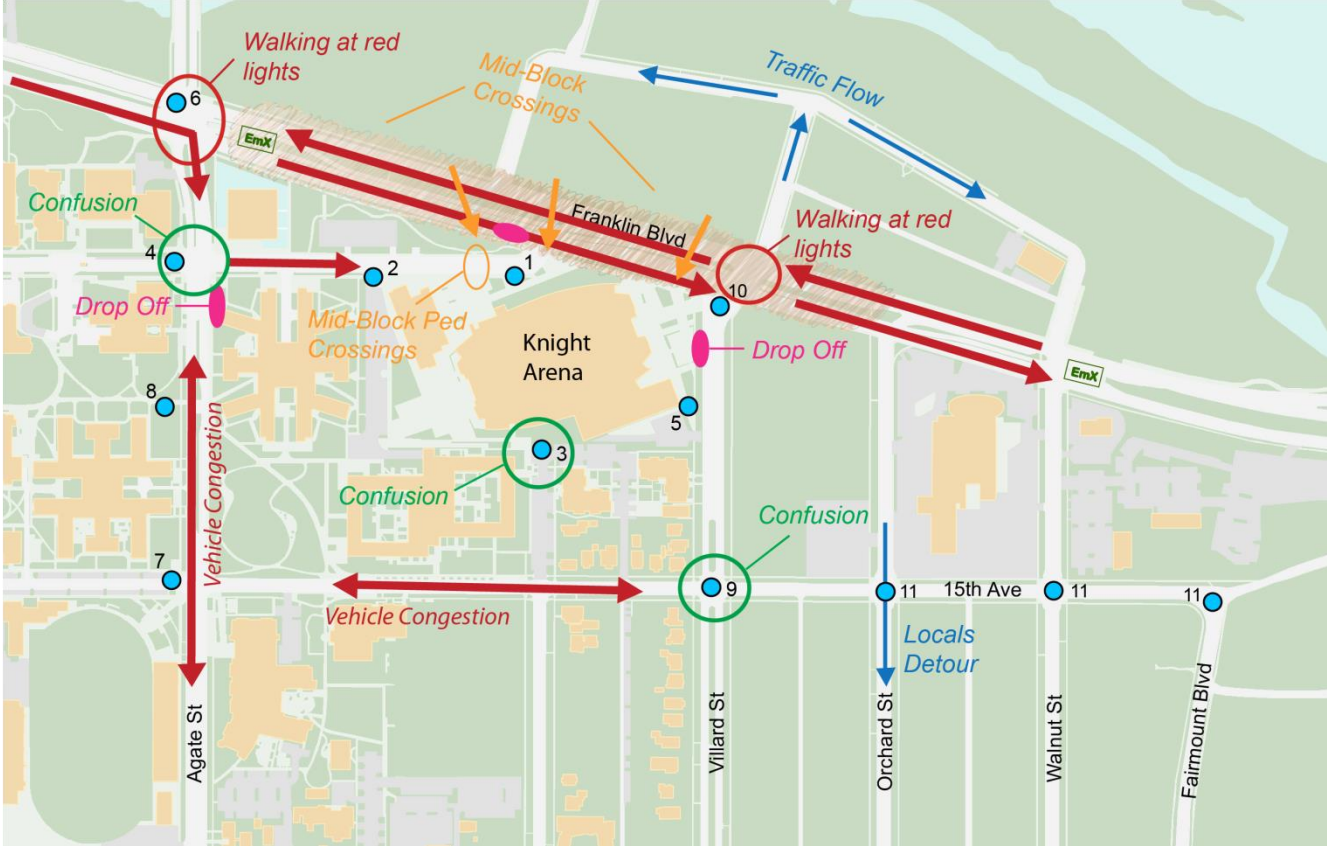 Walking at red
lights
Mid-Block
Crossings
Traffic Flow
6
EmX
Confusion
Franklin Blvd
Walking at red
lights
4
2
1
10
Drop Off
Mid-Block Ped
Crossings
Knight
Arena
Drop Off
EmX
8
5
Vehicle Congestion
3
Confusion
Confusion
7
9
11
15th Ave
11
11
Vehicle Congestion
Locals
Detour
Agate St
Villard St
Orchard St
Walnut St
Fairmount Blvd